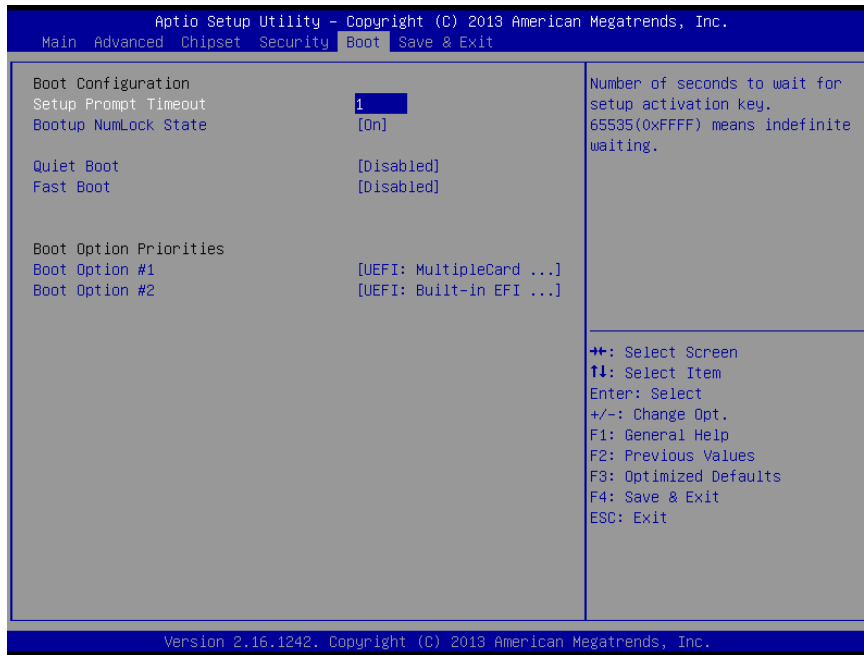 Aptio Setup Utility – Copyright (C) 2013 American Megatrends, Inc.
Main Advanced Chipset Security Boot Save & Exit
Boot Configuration
Setup Prompt Timeout 1
Bootup NumLock State [On]
Quiet Boot [Disabled]
Fast Boot [Disabled]
Boot Option Priorities
Boot Option #1 [UEFI: MultipleCard ...]
Boot Option #2 [UEFI: Built-in EFI ...]
Number of seconds to wait for
setup activation key.
65535(0xFFFF) means indefinite
waiting.
→←: Select Screen
↑↓: Select Item
Enter: Select
+/-: Change Opt.
F1: General Help
F2: Previous Values
F3: Optimized Defaults
F4: Save & Exit
ESC: Exit
Version 2.16.1242. Copyright (C) 2013 American Megatrends, Inc.